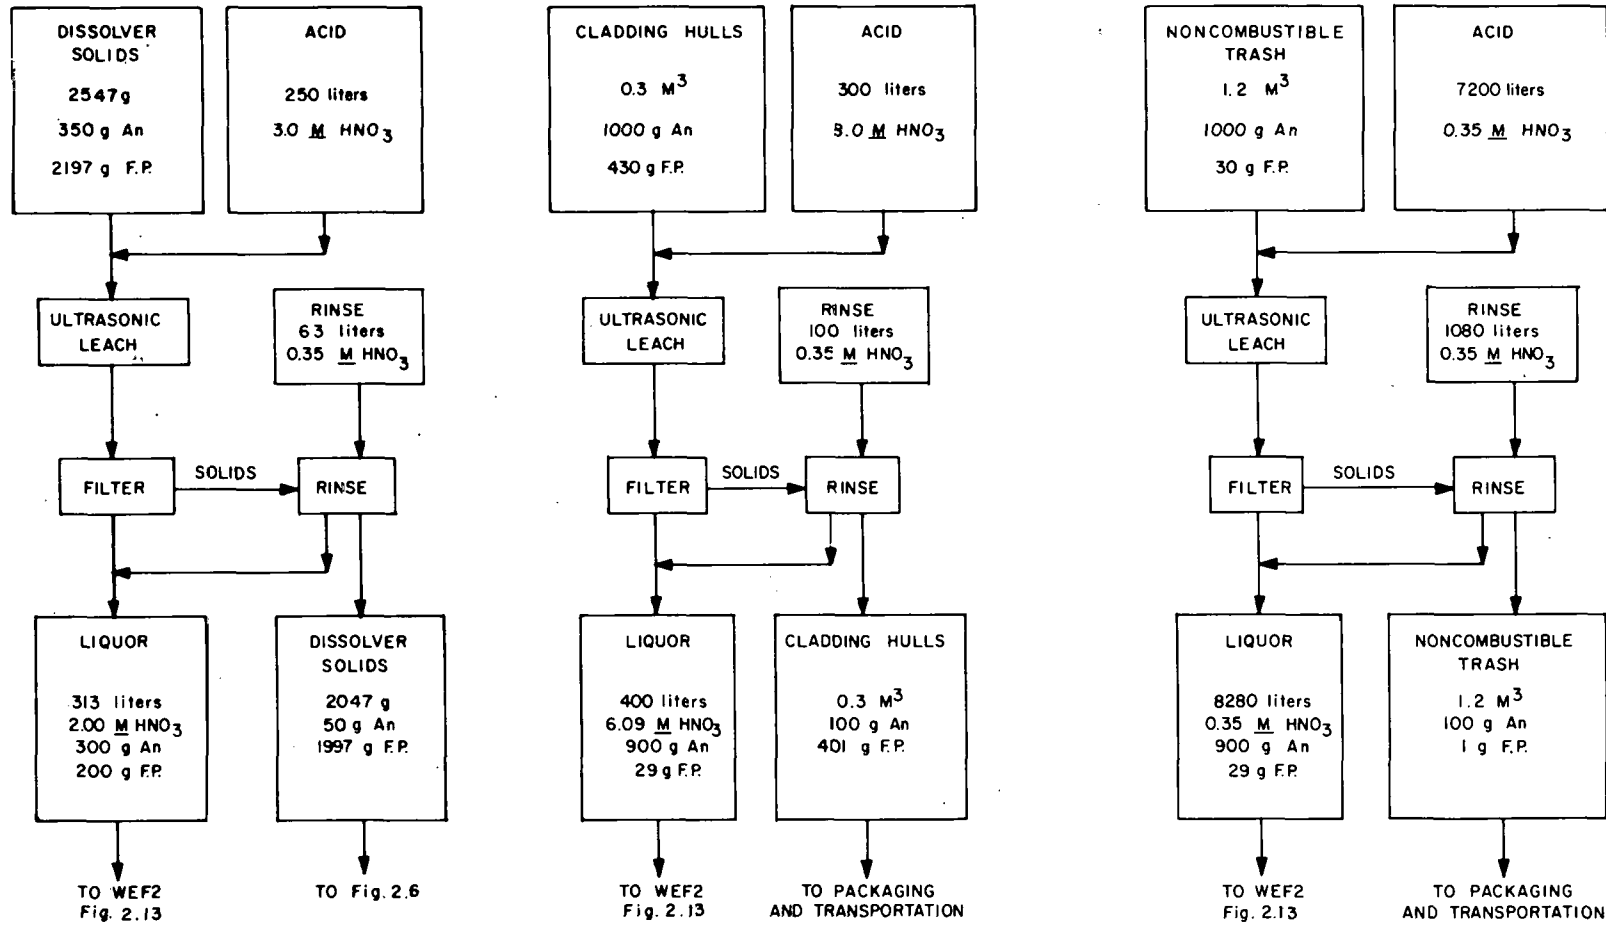 DISSOLVER
SOLIDS
2547 g
350 g An
2197 g F.P.
ACID
250 liters
3.0 M HNO3
ULTRASONIC
LEACH
RINSE
63 liters
0.35 M HNO3
FILTER
SOLIDS
RINSE
LIQUOR
313 liters
2.00 M HNO3
300 g An
200 g F.P.
DISSOLVER
SOLIDS
2047 g
50 g An
1997 g F.P.
TO WEF2
Fig. 2.13
TO Fig. 2.6
CLADDING HULLS
0.3 M3
1000 g An
430 g F.P.
ACID
300 liters
8.0 M HNO3
ULTRASONIC
LEACH
RINSE
100 liters
0.35 M HNO3
FILTER
SOLIDS
RINSE
LIQUOR
400 liters
6.09 M HNO3
900 g An
29 g F.P.
CLADDING HULLS
0.3 M3
100 g An
401 g F.P.
TO WEF2
Fig. 2.13
TO PACKAGING
AND TRANSPORTATION
NONCOMBUSTIBLE
TRASH
1.2 M3
1000 g An
30 g F.P.
ACID
7200 liters
0.35 M HNO3
ULTRASONIC
LEACH
RINSE
1080 liters
0.35 M HNO3
FILTER
SOLIDS
RINSE
LIQUOR
8280 liters
0.35 M HNO3
900 g An
29 g F.P.
NONCOMBUSTIBLE
TRASH
1.2 M3
100 g An
1 g F.P.
TO WEF2
Fig. 2.13
TO PACKAGING
AND TRANSPORTATION